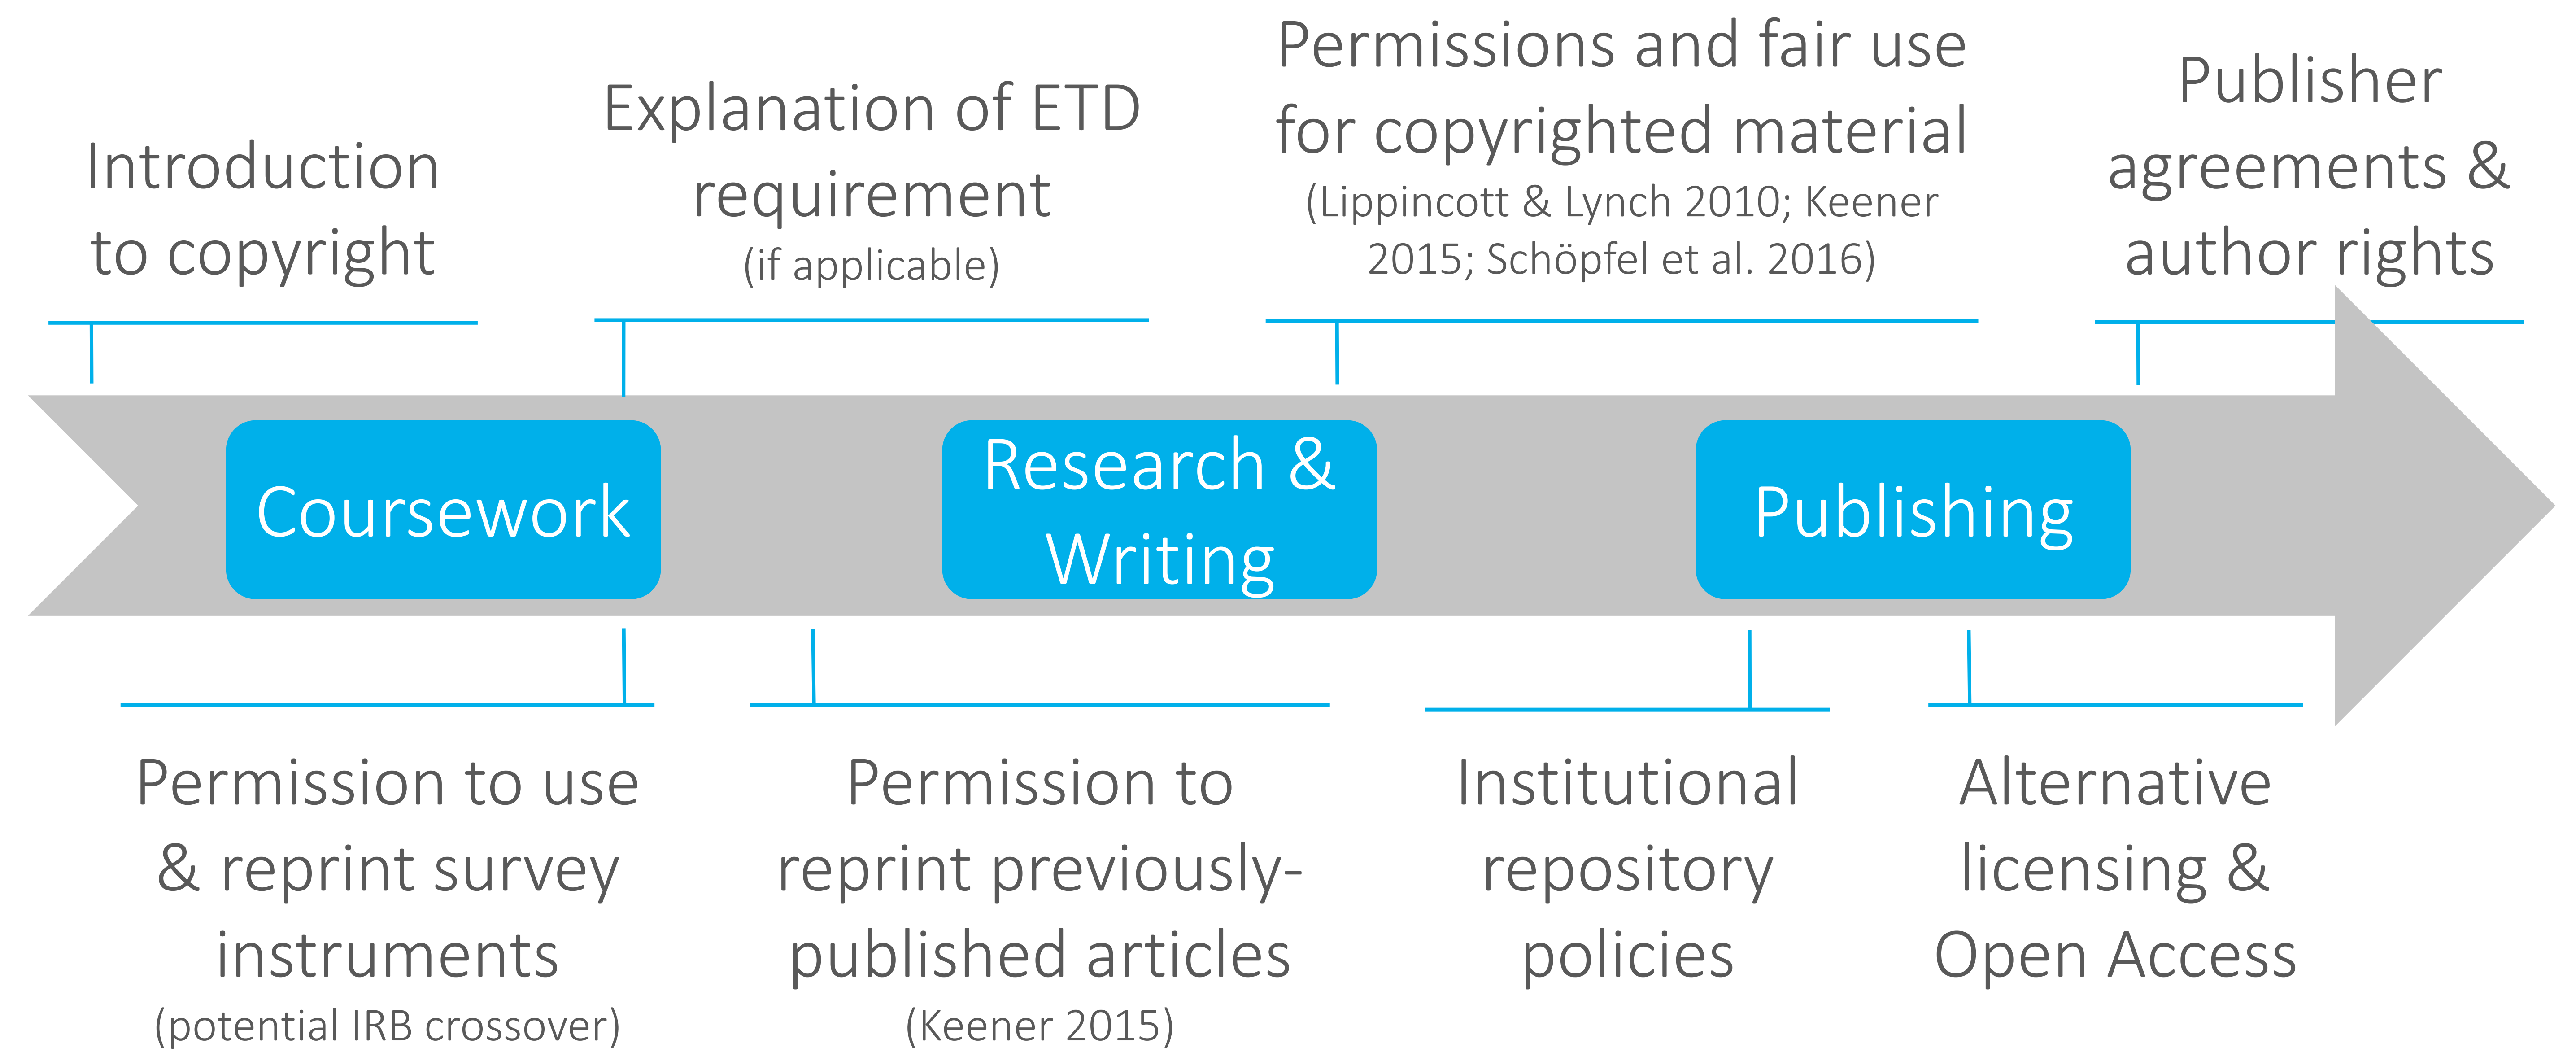 Introduction
to copyright
Explanation of ETD
requirement
(if applicable)
Permissions and fair use
for copyrighted material
(Lippincott & Lynch 2010; Keener
2015; Schöpfel et al. 2016)
Publisher
agreements &
author rights
Coursework
Research &
Writing
Publishing
Permission to use
& reprint survey
instruments
(potential IRB crossover)
Permission to
reprint previously-
published articles
(Keener 2015)
Institutional
repository
policies
Alternative
licensing &
Open Access